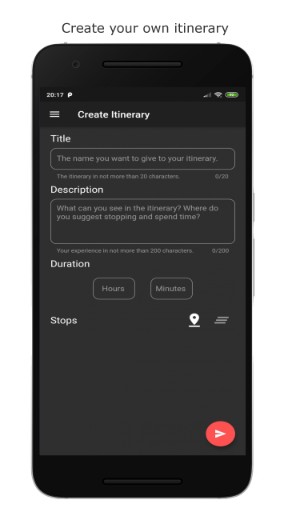 Create your own itinerary
20:17 P
Create Itinerary
Title
The name you want to give to your itinerary.
The itinerary in not more than 20 characters. 0/20
Description
What can you see in the itinerary? Where do
you suggest stopping and spend time?
Your experience in not more than 200 characters. 0/200
Duration
Hours Minutes
Stops